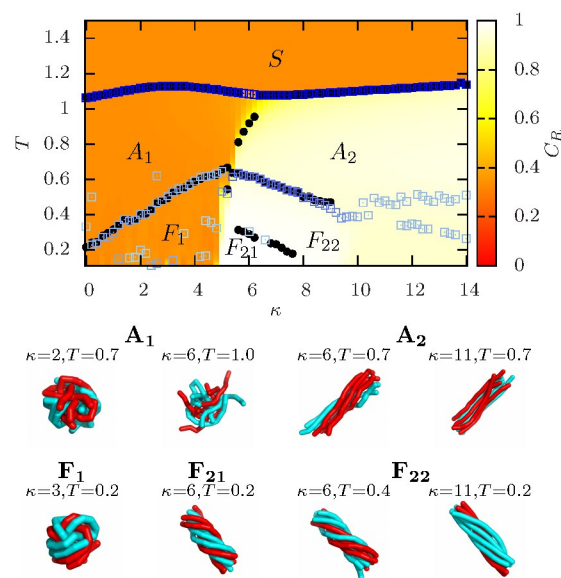 1.4
1.2
1
0.8
0.6
0.4
0.2
T
S
A₁
A₂
F₁
F₂₁
F₂₂
0
2
4
6
8
10
12
14
κ
1
0.8
0.6
0.4
0.2
0
C_R
A₁
A₂
κ=2,T=0.7
κ=6,T=1.0
κ=6,T=0.7
κ=11,T=0.7
F₁
F₂₁
F₂₂
κ=3,T=0.2
κ=6,T=0.2
κ=6,T=0.4
κ=11,T=0.2